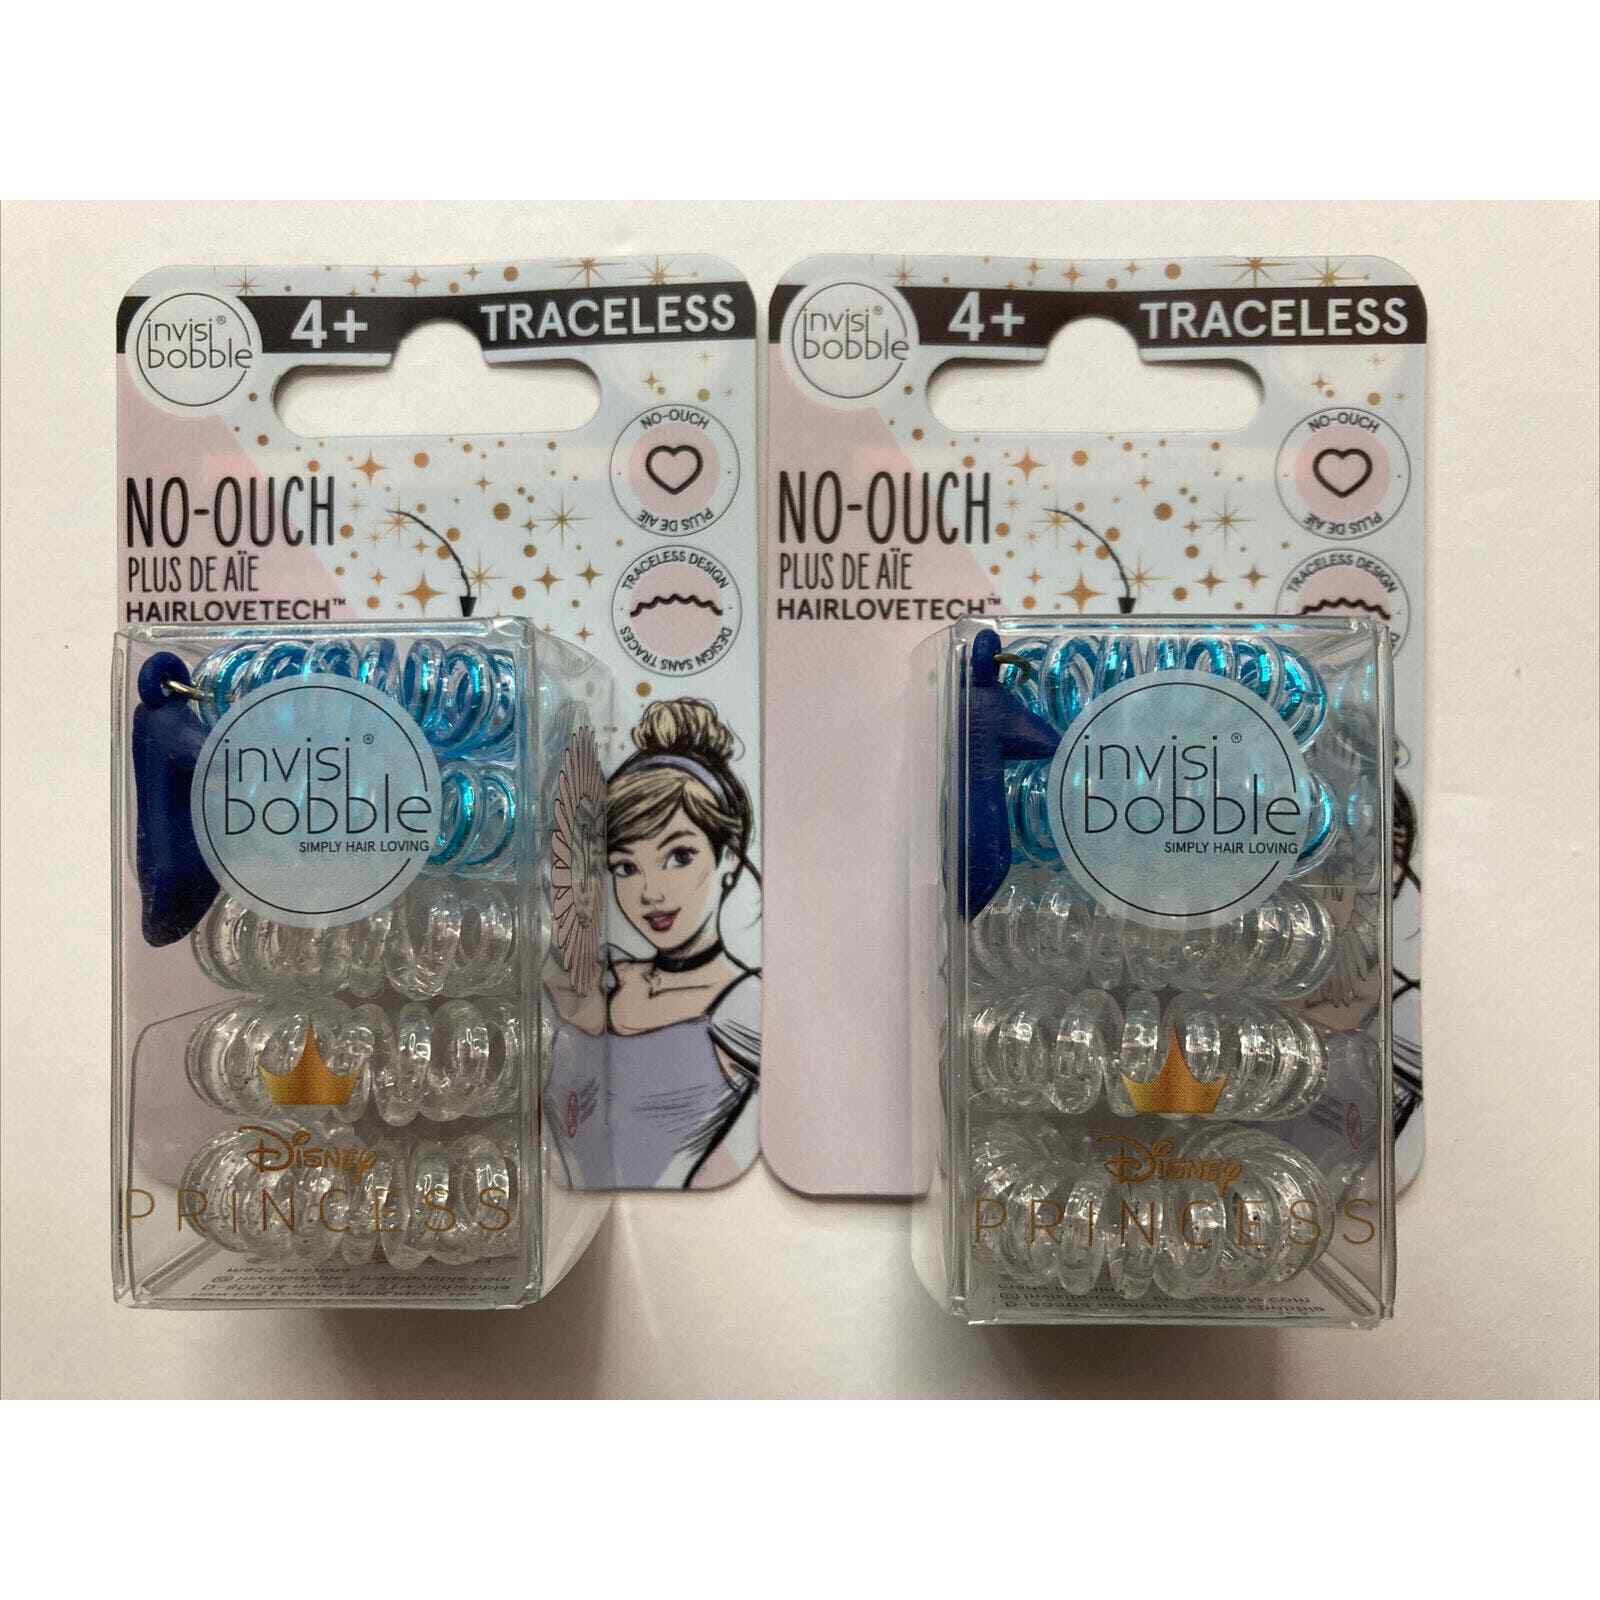 invisi®
bobble
4+
TRACELESS
NO-OUCH
PLUS DE AÏE
NO-OUCH
PLUS DE AÏE
HAIRLOVETECH™
TRACELESS DESIGN
DESIGN SANS TRACES
invisi®
bobble
SIMPLY HAIR LOVING
Disney
PRINCESS
invisi®
bobble
4+
TRACELESS
NO-OUCH
PLUS DE AÏE
NO-OUCH
PLUS DE AÏE
HAIRLOVETECH™
TRACELESS DESIGN
invisi®
bobble
SIMPLY HAIR LOVING
Disney
PRINCESS